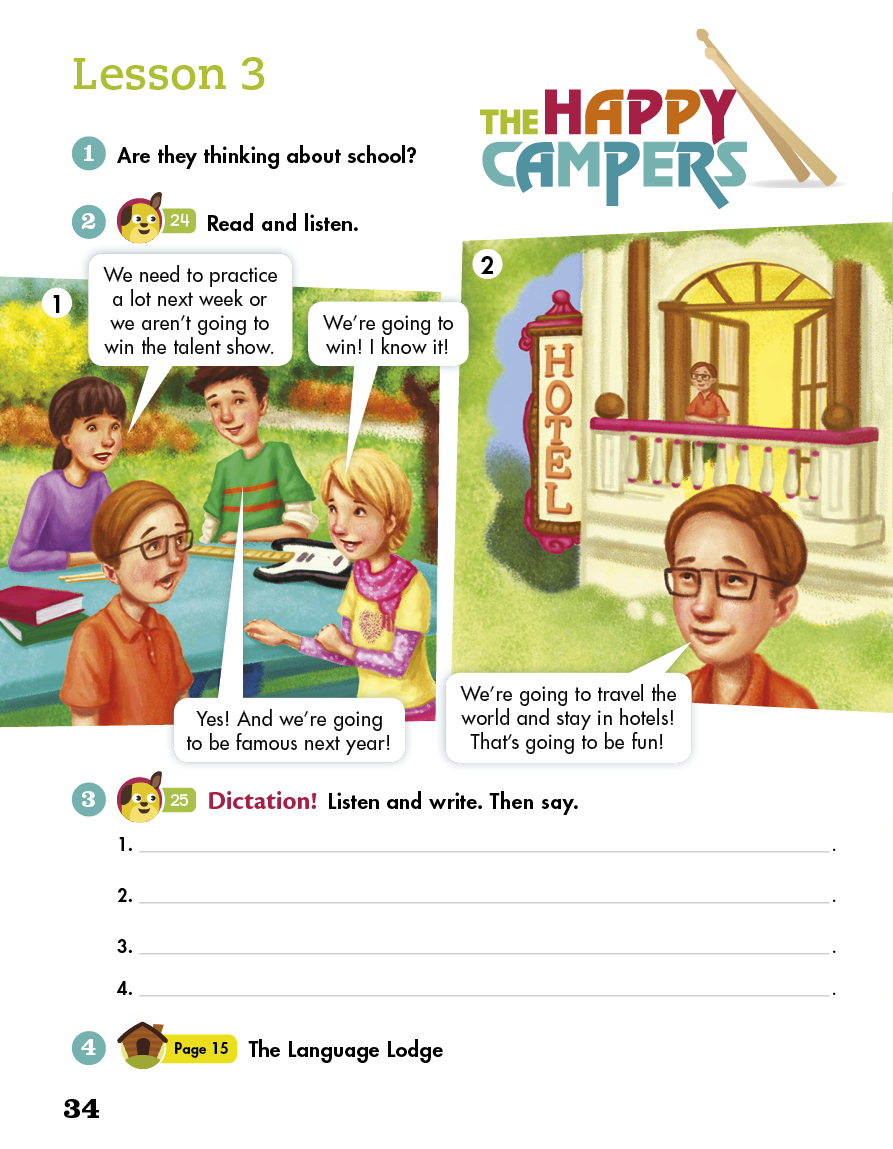 Lesson 3
THE HAPPY
CAMPERS
1 Are they thinking about school?
2 24 Read and listen.
1
We need to practice
a lot next week or
we aren't going to
win the talent show.
We're going to
win! I know it!
Yes! And we're going
to be famous next year!
2
HOTEL
We're going to travel the
world and stay in hotels!
That's going to be fun!
3 25 Dictation! Listen and write. Then say.
1. .
2. .
3. .
4. .
4 Page 15 The Language Lodge
34